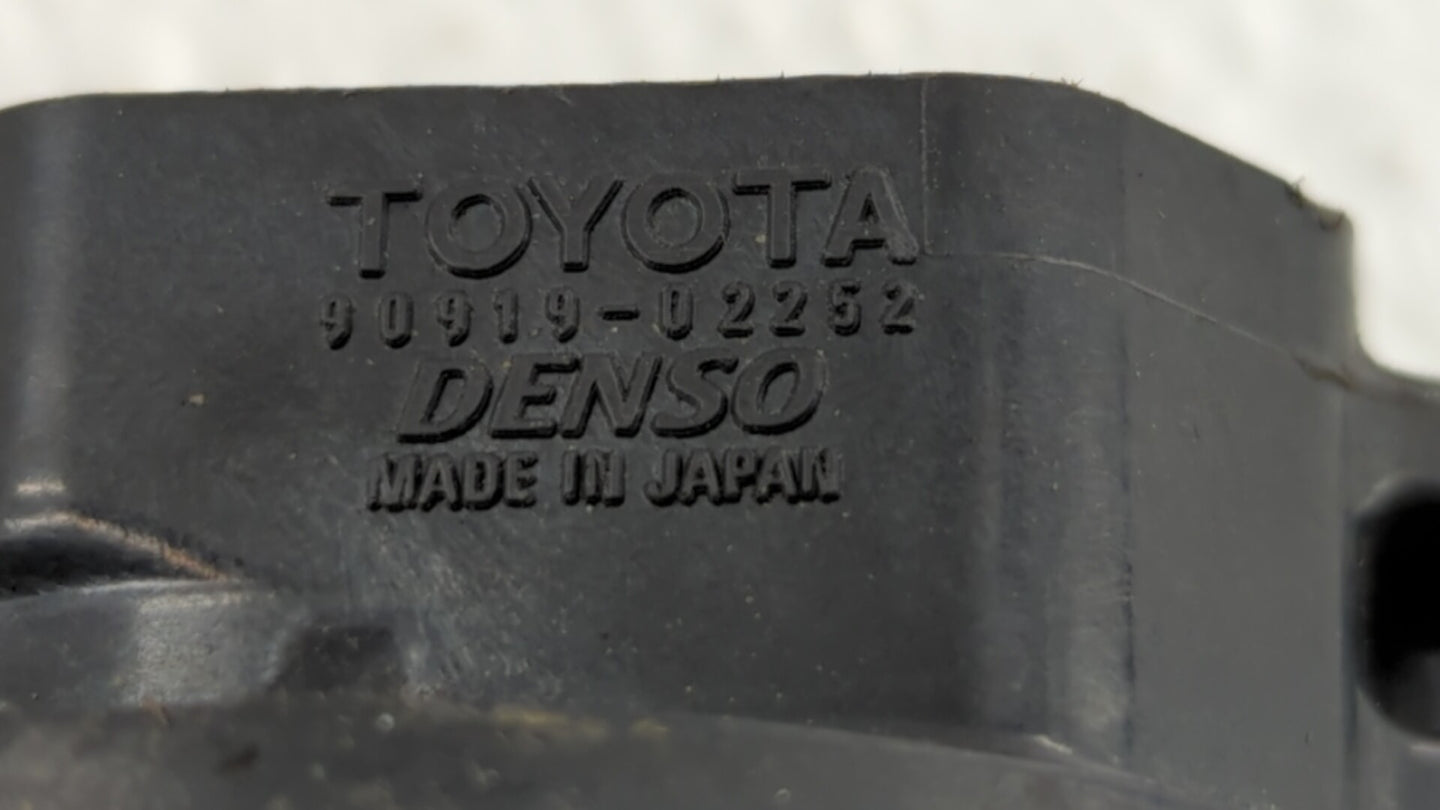 TOYOTA
90919-02252
DENSO
MADE IN JAPAN